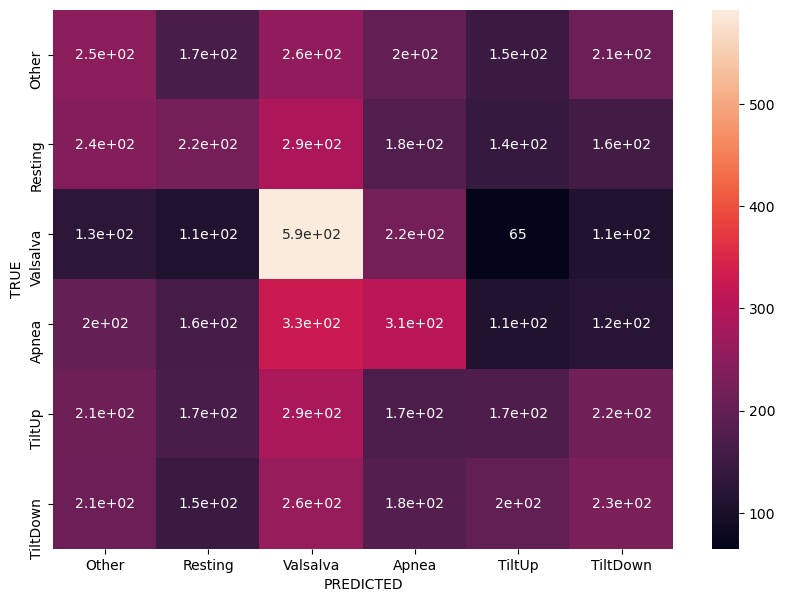 Other 2.5e+02 1.7e+02 2.6e+02 2e+02 1.5e+02 2.1e+02
Resting 2.4e+02 2.2e+02 2.9e+02 1.8e+02 1.4e+02 1.6e+02
Valsalva 1.3e+02 1.1e+02 5.9e+02 2.2e+02 65 1.1e+02
Apnea 2e+02 1.6e+02 3.3e+02 3.1e+02 1.1e+02 1.2e+02
TiltUp 2.1e+02 1.7e+02 2.9e+02 1.7e+02 1.7e+02 2.2e+02
TiltDown 2.1e+02 1.5e+02 2.6e+02 1.8e+02 2e+02 2.3e+02
TRUE
Other Resting Valsalva Apnea TiltUp TiltDown
PREDICTED
500
400
300
200
100